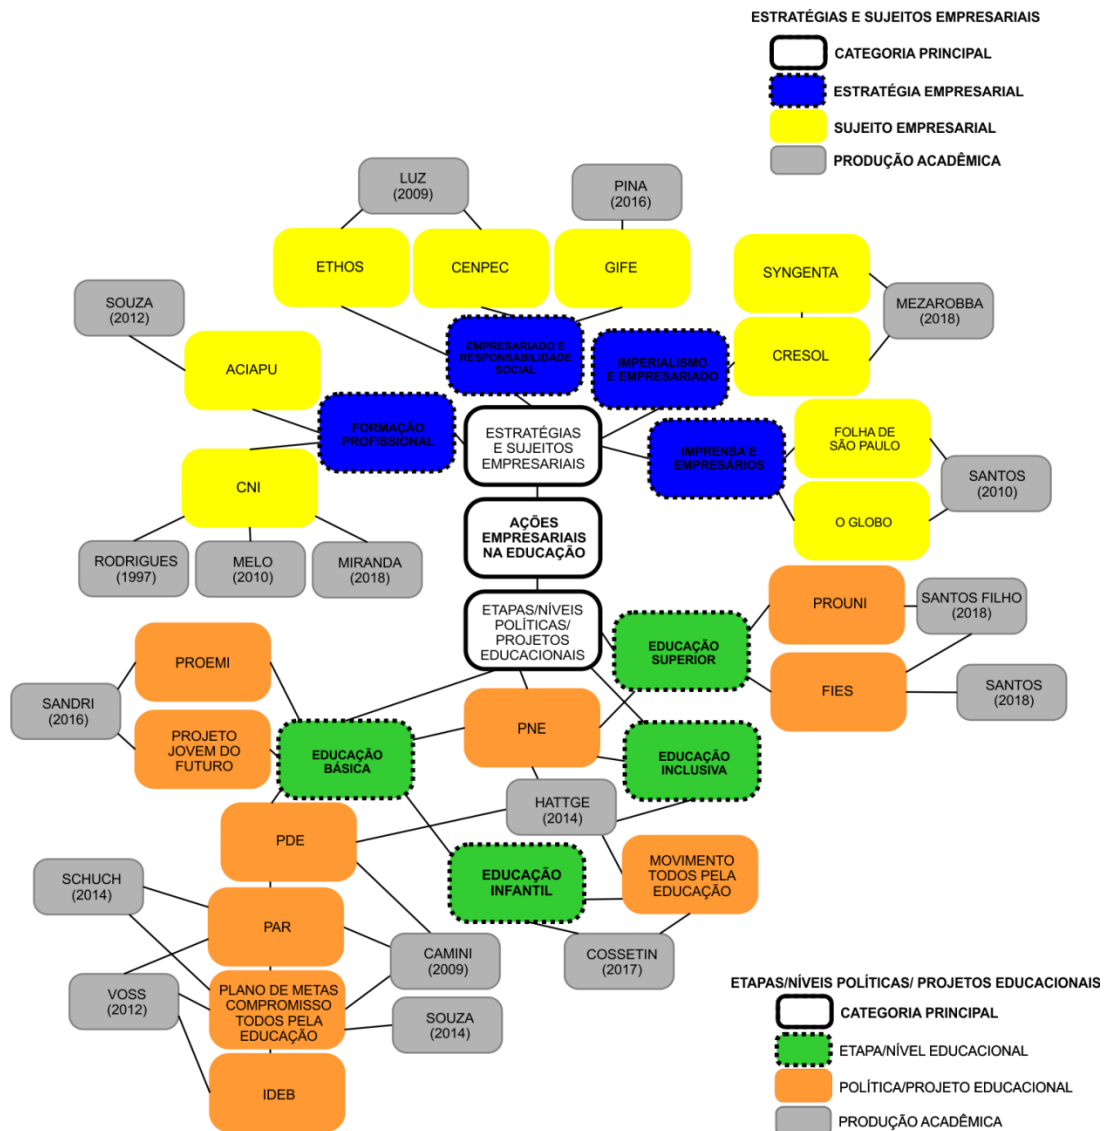 ESTRATÉGIAS E SUJEITOS EMPRESARIAIS
CATEGORIA PRINCIPAL
ESTRATÉGIA EMPRESARIAL
SUJEITO EMPRESARIAL
PRODUÇÃO ACADÊMICA
LUZ
(2009)
PINA
(2016)
ETHOS
CENPEC
GIFE
SYNGENTA
MEZAROBBA
(2018)
SOUZA
(2012)
ACIAPU
EMPRESARIADO E
RESPONSABILIDADE
SOCIAL
IMPERIALISMO
E EMPRESARIADO
CRESOL
FORMAÇÃO
PROFISSIONAL
ESTRATÉGIAS
E SUJEITOS
EMPRESARIAIS
IMPRENSA E
EMPRESÁRIOS
FOLHA DE
SÃO PAULO
SANTOS
(2010)
CNI
O GLOBO
AÇÕES
EMPRESARIAIS
NA EDUCAÇÃO
RODRIGUES
(1997)
MELO
(2010)
MIRANDA
(2018)
ETAPAS/NÍVEIS
POLÍTICAS/
PROJETOS
EDUCACIONAIS
EDUCAÇÃO
SUPERIOR
PROUNI
SANTOS FILHO
(2018)
PROEMI
FIES
SANTOS
(2018)
SANDRI
(2016)
PROJETO
JOVEM DO
FUTURO
EDUCAÇÃO
BÁSICA
PNE
EDUCAÇÃO
INCLUSIVA
HATTGE
(2014)
PDE
EDUCAÇÃO
INFANTIL
MOVIMENTO
TODOS PELA
EDUCAÇÃO
SCHUCH
(2014)
PAR
CAMINI
(2009)
COSSETIN
(2017)
VOSS
(2012)
PLANO DE METAS
COMPROMISSO
TODOS PELA
EDUCAÇÃO
SOUZA
(2014)
IDEB
ETAPAS/NÍVEIS POLÍTICAS/ PROJETOS EDUCACIONAIS
CATEGORIA PRINCIPAL
ETAPA/NÍVEL EDUCACIONAL
POLÍTICA/PROJETO EDUCACIONAL
PRODUÇÃO ACADÊMICA